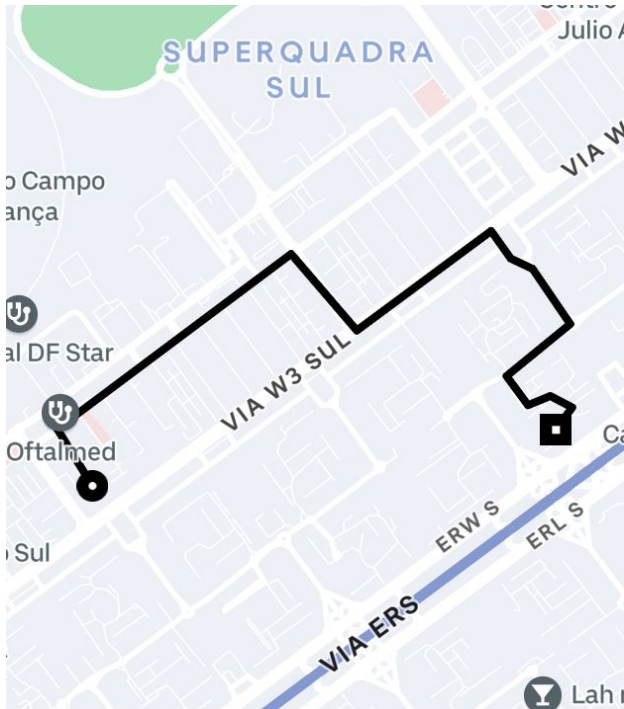 Julio A
SUPERQUADRA
SUL
VIA W
o Campo
ança
al DF Star
VIA W3 SUL
Oftalmed
Ca
ERW S
ERL S
o Sul
VIA ERS
Lah r